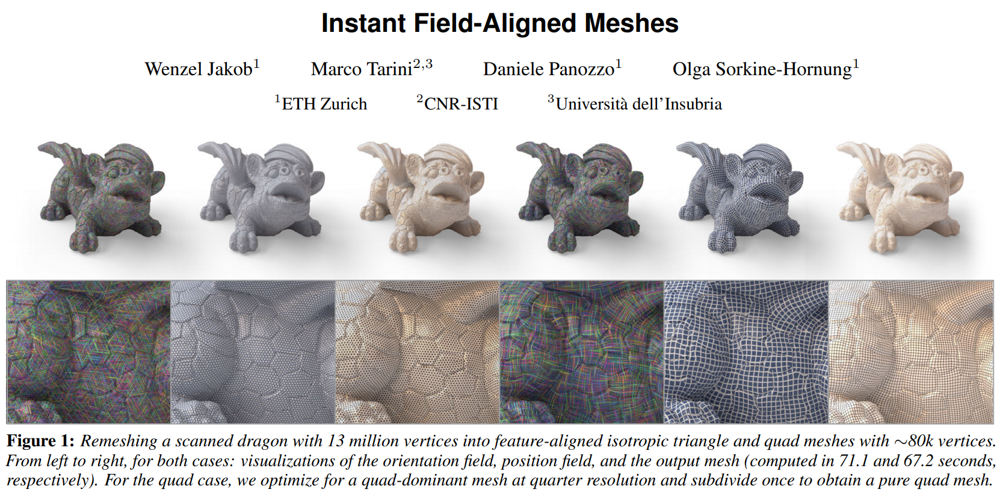 Instant Field-Aligned Meshes
Wenzel Jakob¹ Marco Tarini²,³ Daniele Panozzo¹ Olga Sorkine-Hornung¹
¹ETH Zurich ²CNR-ISTI ³Università dell'Insubria
Figure 1: Remeshing a scanned dragon with 13 million vertices into feature-aligned isotropic triangle and quad meshes with ∼80k vertices.
From left to right, for both cases: visualizations of the orientation field, position field, and the output mesh (computed in 71.1 and 67.2 seconds,
respectively). For the quad case, we optimize for a quad-dominant mesh at quarter resolution and subdivide once to obtain a pure quad mesh.